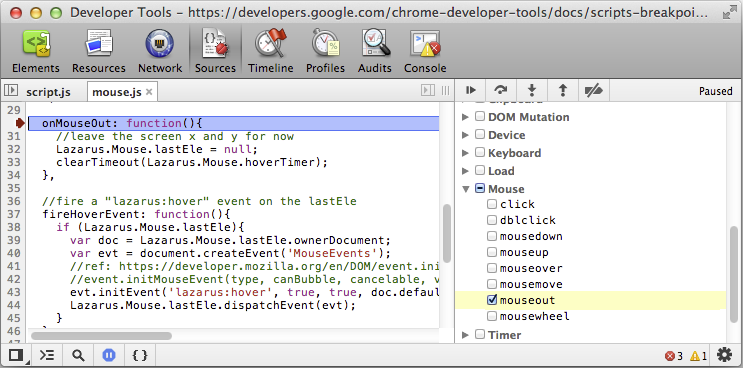 Developer Tools - https://developers.google.com/chrome-developer-tools/docs/scripts-breakpoi...
Elements Resources Network Sources Timeline Profiles Audits Console
script.js mouse.js ×
Paused
29
onMouseOut: function(){
31 //leave the screen x and y for now
32 Lazarus.Mouse.lastEle = null;
33 clearTimeout(Lazarus.Mouse.hoverTimer);
34 },
35
36 //fire a "lazarus:hover" event on the lastEle
37 fireHoverEvent: function(){
38 if (Lazarus.Mouse.lastEle){
39 var doc = Lazarus.Mouse.lastEle.ownerDocument;
40 var evt = document.createEvent('MouseEvents');
41 //ref: https://developer.mozilla.org/en/DOM/event.ini
42 //event.initMouseEvent(type, canBubble, cancelable, v
43 evt.initEvent('lazarus:hover', true, true, doc.defaul
44 Lazarus.Mouse.lastEle.dispatchEvent(evt);
45 }
46
DOM Mutation
Device
Keyboard
Load
Mouse
click
dblclick
mousedown
mouseup
mouseover
mousemove
mouseout
mousewheel
Timer
{ } 3 1